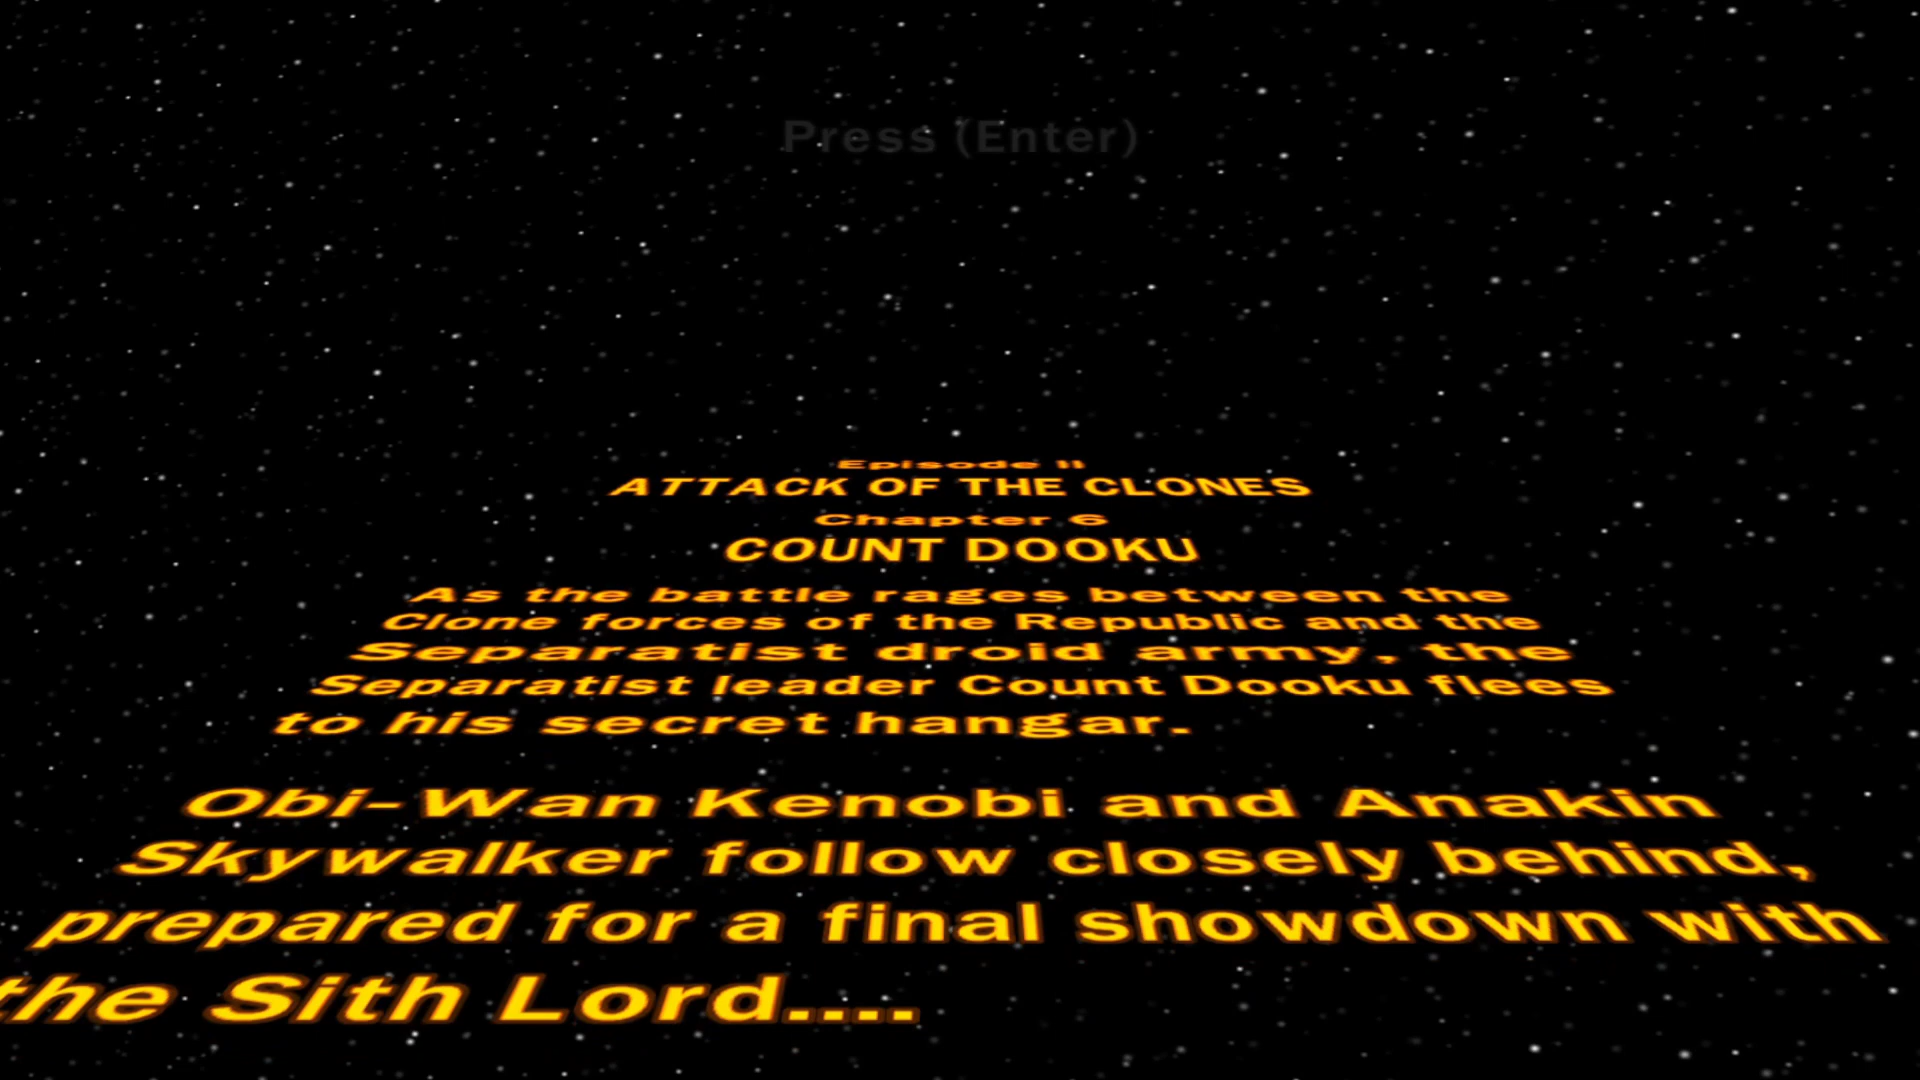 Press (Enter)
Episode II
ATTACK OF THE CLONES
Chapter 6
COUNT DOOKU
As the battle rages between the
Clone forces of the Republic and the
Separatist droid army, the
Separatist leader Count Dooku flees
to his secret hangar.
Obi-Wan Kenobi and Anakin
Skywalker follow closely behind,
prepared for a final showdown with
the Sith Lord....